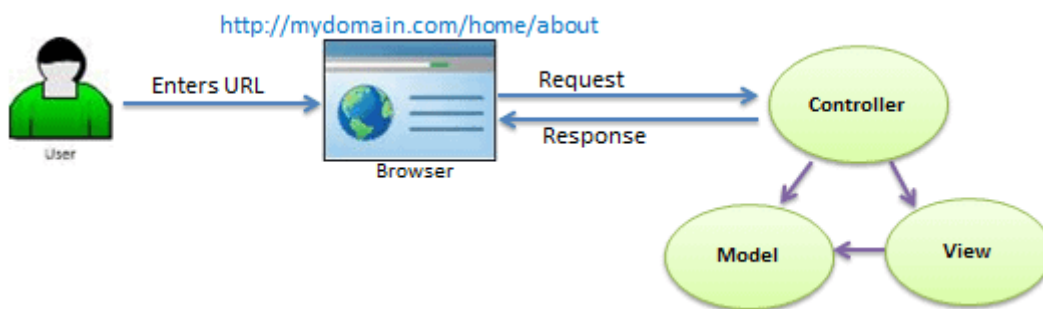 http://mydomain.com/home/about
Enters URL
Request
Controller
Response
User
Browser
Model
View